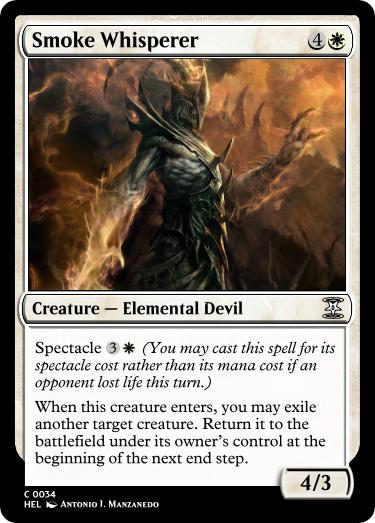 Smoke Whisperer 4
Creature — Elemental Devil
Spectacle 3 (You may cast this spell for its
spectacle cost rather than its mana cost if an
opponent lost life this turn.)
When this creature enters, you may exile
another target creature. Return it to the
battlefield under its owner's control at the
beginning of the next end step.
4/3
C 0034
HEL Antonio J. Manzanedo